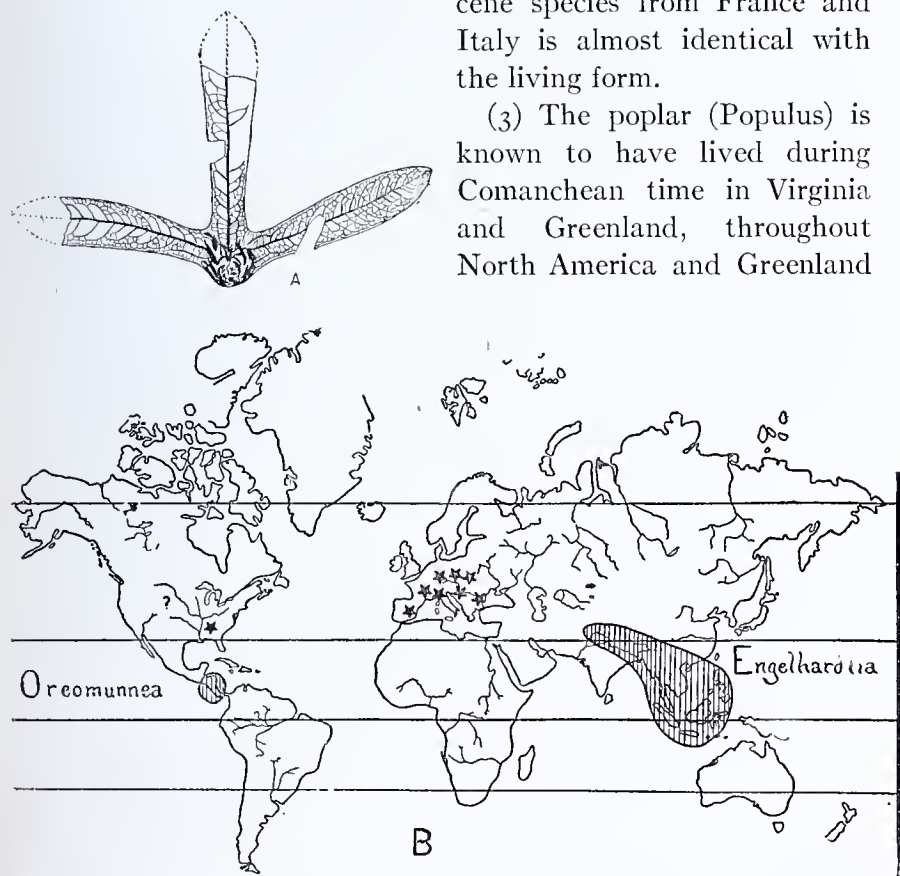 cene species from France and
Italy is almost identical with
the living form.
(3) The poplar (Populus) is
known to have lived during
Comanchean time in Virginia
and Greenland, throughout
North America and Greenland
A
?
Oreomunnea
Engelhardtia
B